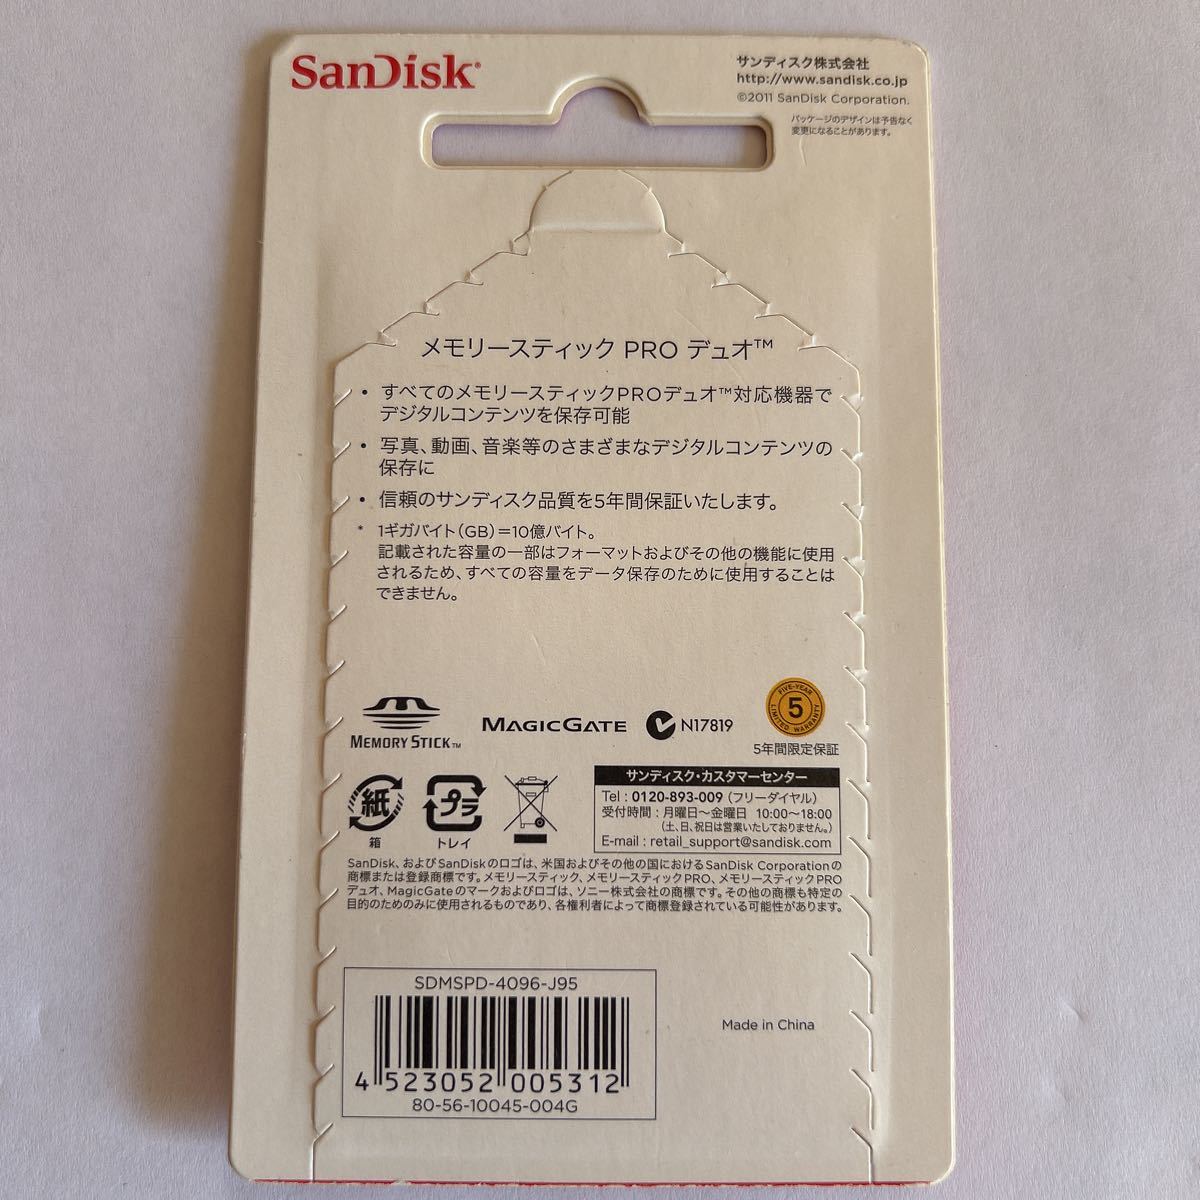 SanDisk
サンディスク株式会社
http://www.sandisk.co.jp
©2011 SanDisk Corporation.
パッケージのデザインは予告なく
変更になることがあります。
メモリースティック PRO デュオ™
・ すべてのメモリースティックPROデュオ™対応機器で
デジタルコンテンツを保存可能
・ 写真、動画、音楽等のさまざまなデジタルコンテンツの
保存に
・ 信頼のサンディスク品質を5年間保証いたします。
* 1ギガバイト(GB)=10億バイト。
記載された容量の一部はフォーマットおよびその他の機能に使用
されるため、すべての容量をデータ保存のために使用することは
できません。
MEMORY STICK™
MAGICGATE
N17819
FIVE-YEAR
5
LIMITED WARRANTY
5年間限定保証
紙
箱
プラ
トレイ
サンディスク・カスタマーセンター
Tel : 0120-893-009 (フリーダイヤル)
受付時間 : 月曜日～金曜日 10:00～18:00
(土、日、祝日は営業いたしておりません。)
E-mail : retail_support@sandisk.com
SanDisk、およびSanDiskのロゴは、米国およびその他の国におけるSanDisk Corporationの
商標または登録商標です。メモリースティック、メモリースティックPRO、メモリースティックPRO
デュオ、MagicGateのマークおよびロゴは、ソニー株式会社の商標です。その他の商標も特定の
目的のためのみに使用されるものであり、各権利者によって商標登録されている可能性があります。
SDMSPD-4096-J95
4 523052 005312
80-56-10045-004G
Made in China